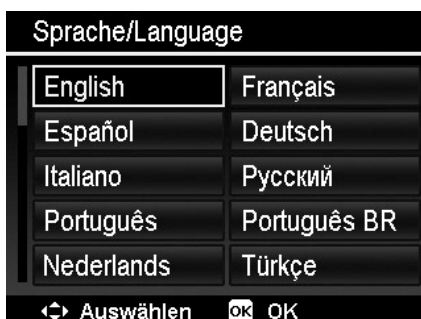 Sprache/Language
English Français
Español Deutsch
Italiano Русский
Português Português BR
Nederlands Türkçe
Auswählen OK OK